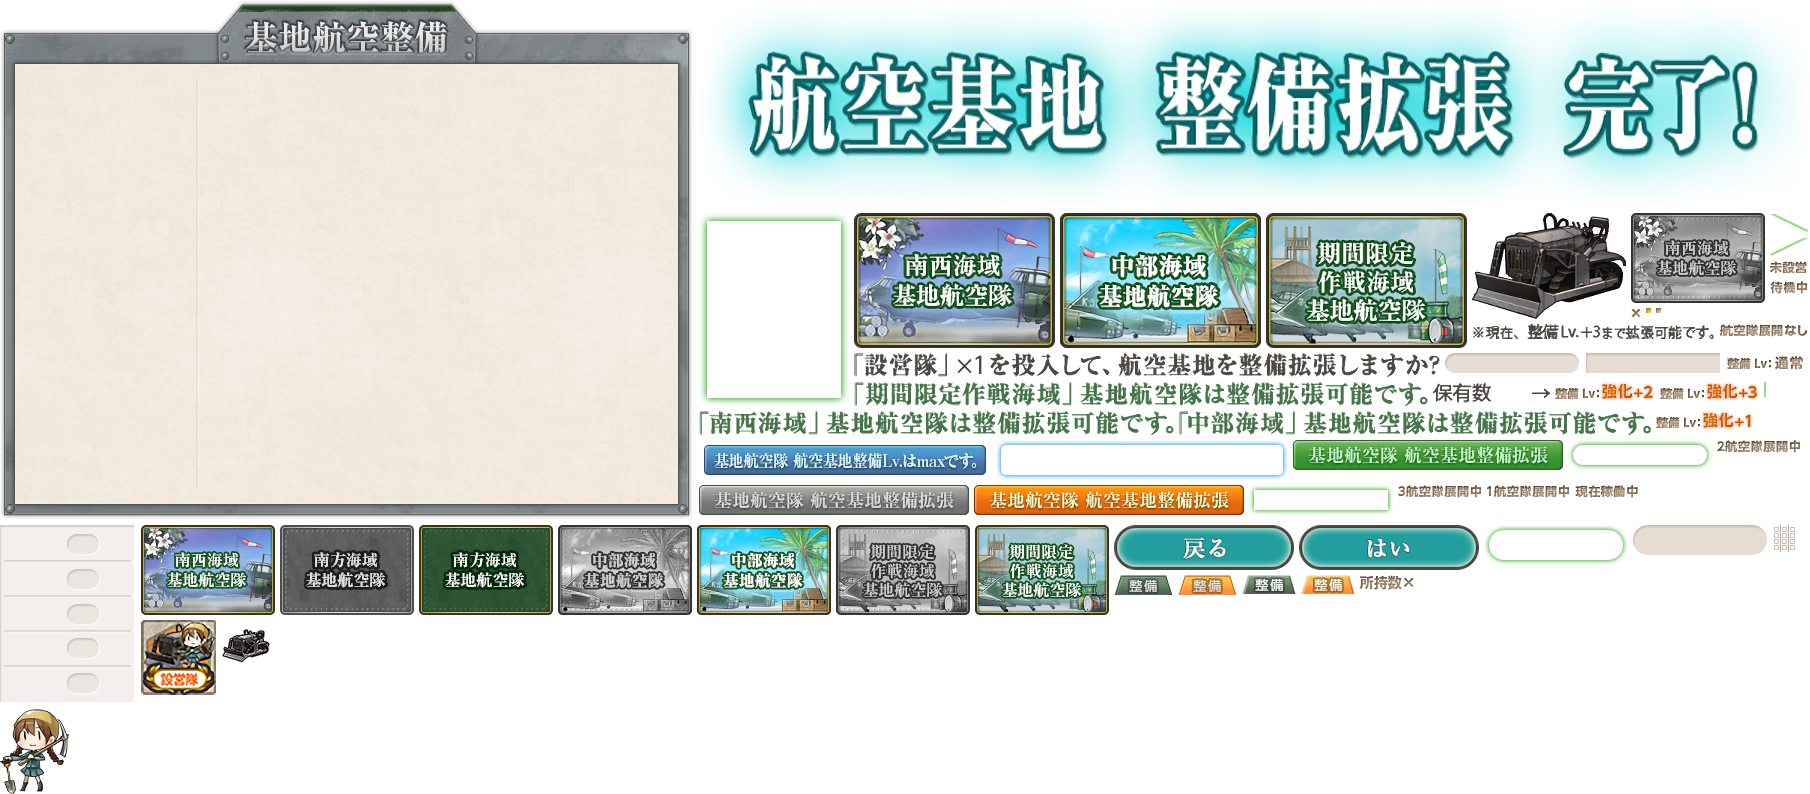 基地航空整備
航空基地 整備拡張 完了!
南西海域
基地航空隊
中部海域
基地航空隊
期間限定
作戦海域
基地航空隊
南西海域
基地航空隊
未設営
待機中
※現在、整備Lv.+3まで拡張可能です。
航空隊展開なし
「設営隊」×1を投入して、航空基地を整備拡張しますか?
整備 Lv: 通常
「期間限定作戦海域」基地航空隊は整備拡張可能です。
保有数
→ 整備 Lv: 強化+2
整備 Lv: 強化+3
「南西海域」基地航空隊は整備拡張可能です。
「中部海域」基地航空隊は整備拡張可能です。
整備 Lv: 強化+1
基地航空隊 航空基地整備Lv.はmaxです。
基地航空隊 航空基地整備拡張
2航空隊展開中
基地航空隊 航空基地整備拡張
基地航空隊 航空基地整備拡張
3航空隊展開中
1航空隊展開中
現在稼働中
南西海域
基地航空隊
南方海域
基地航空隊
南方海域
基地航空隊
中部海域
基地航空隊
中部海域
基地航空隊
期間限定
作戦海域
基地航空隊
期間限定
作戦海域
基地航空隊
戻る
はい
整備
整備
整備
整備
所持数×
設営隊